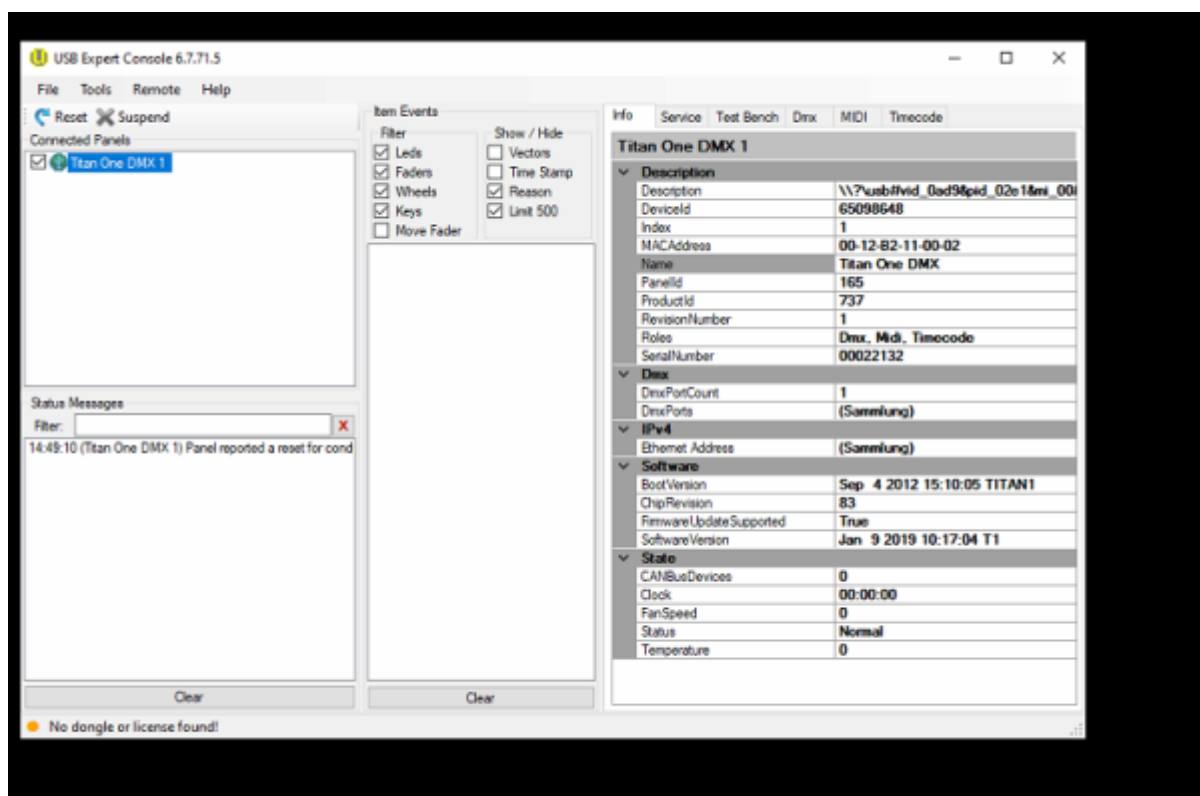 USB Expert Console 6.7.71.5
File Tools Remote Help
Reset Suspend
Connected Panels
Titan One DMX 1
Status Messages
Filter: X
14:49:10 (Titan One DMX 1) Panel reported a reset for cond
Clear
Item Events
Filter
Leds
Faders
Wheels
Keys
Move Fader
Show / Hide
Vectors
Time Stamp
Reason
Limit 500
Clear
Info Service Test Bench Dmx MIDI Timecode
Titan One DMX 1
Description
Description \\?\usb#vid_0ad9&pid_02e1&mi_00
DeviceId 65098648
Index 1
MACAddress 00-12-B2-11-00-02
Name Titan One DMX
PanelId 165
ProductId 737
RevisionNumber 1
Roles Dmx, Midi, Timecode
SerialNumber 00022132
Dmx
DmxPortCount 1
DmxPorts (Sammlung)
IPv4
Ethernet Address (Sammlung)
Software
BootVersion Sep 4 2012 15:10:05 TITAN1
ChipRevision 83
FirmwareUpdateSupported True
SoftwareVersion Jan 9 2019 10:17:04 T1
State
CANBusDevices 0
Clock 00:00:00
FanSpeed 0
Status Normal
Temperature 0
No dongle or license found!